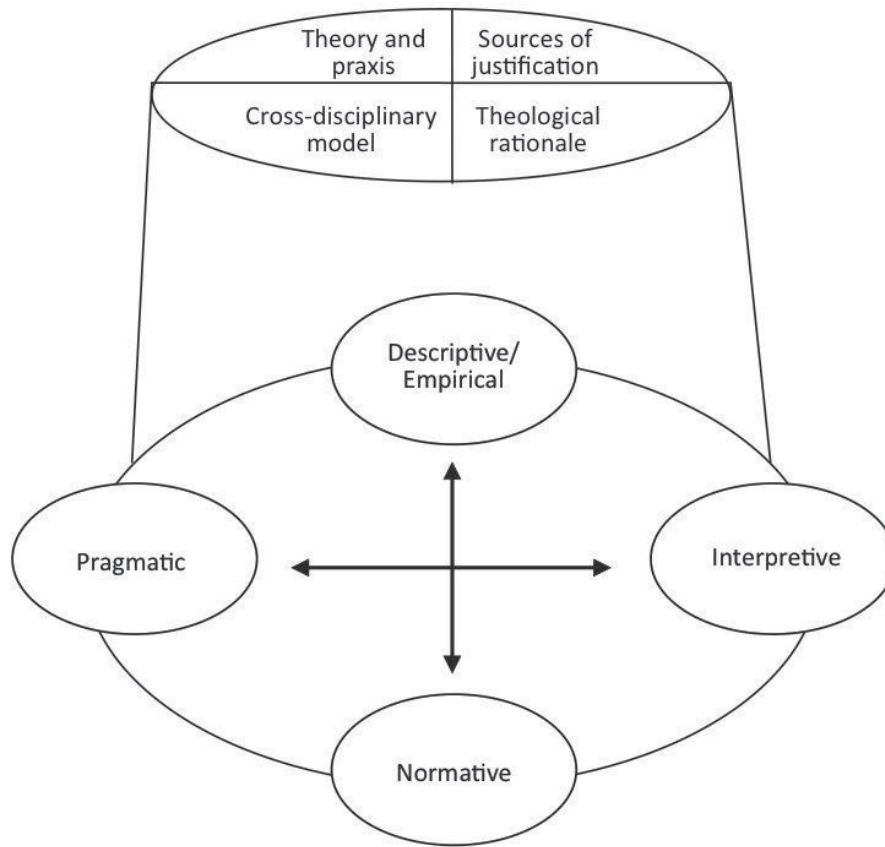 Theory and
praxis
Sources of
justification
Cross-disciplinary
model
Theological
rationale
Descriptive/
Empirical
Pragmatic
Interpretive
Normative